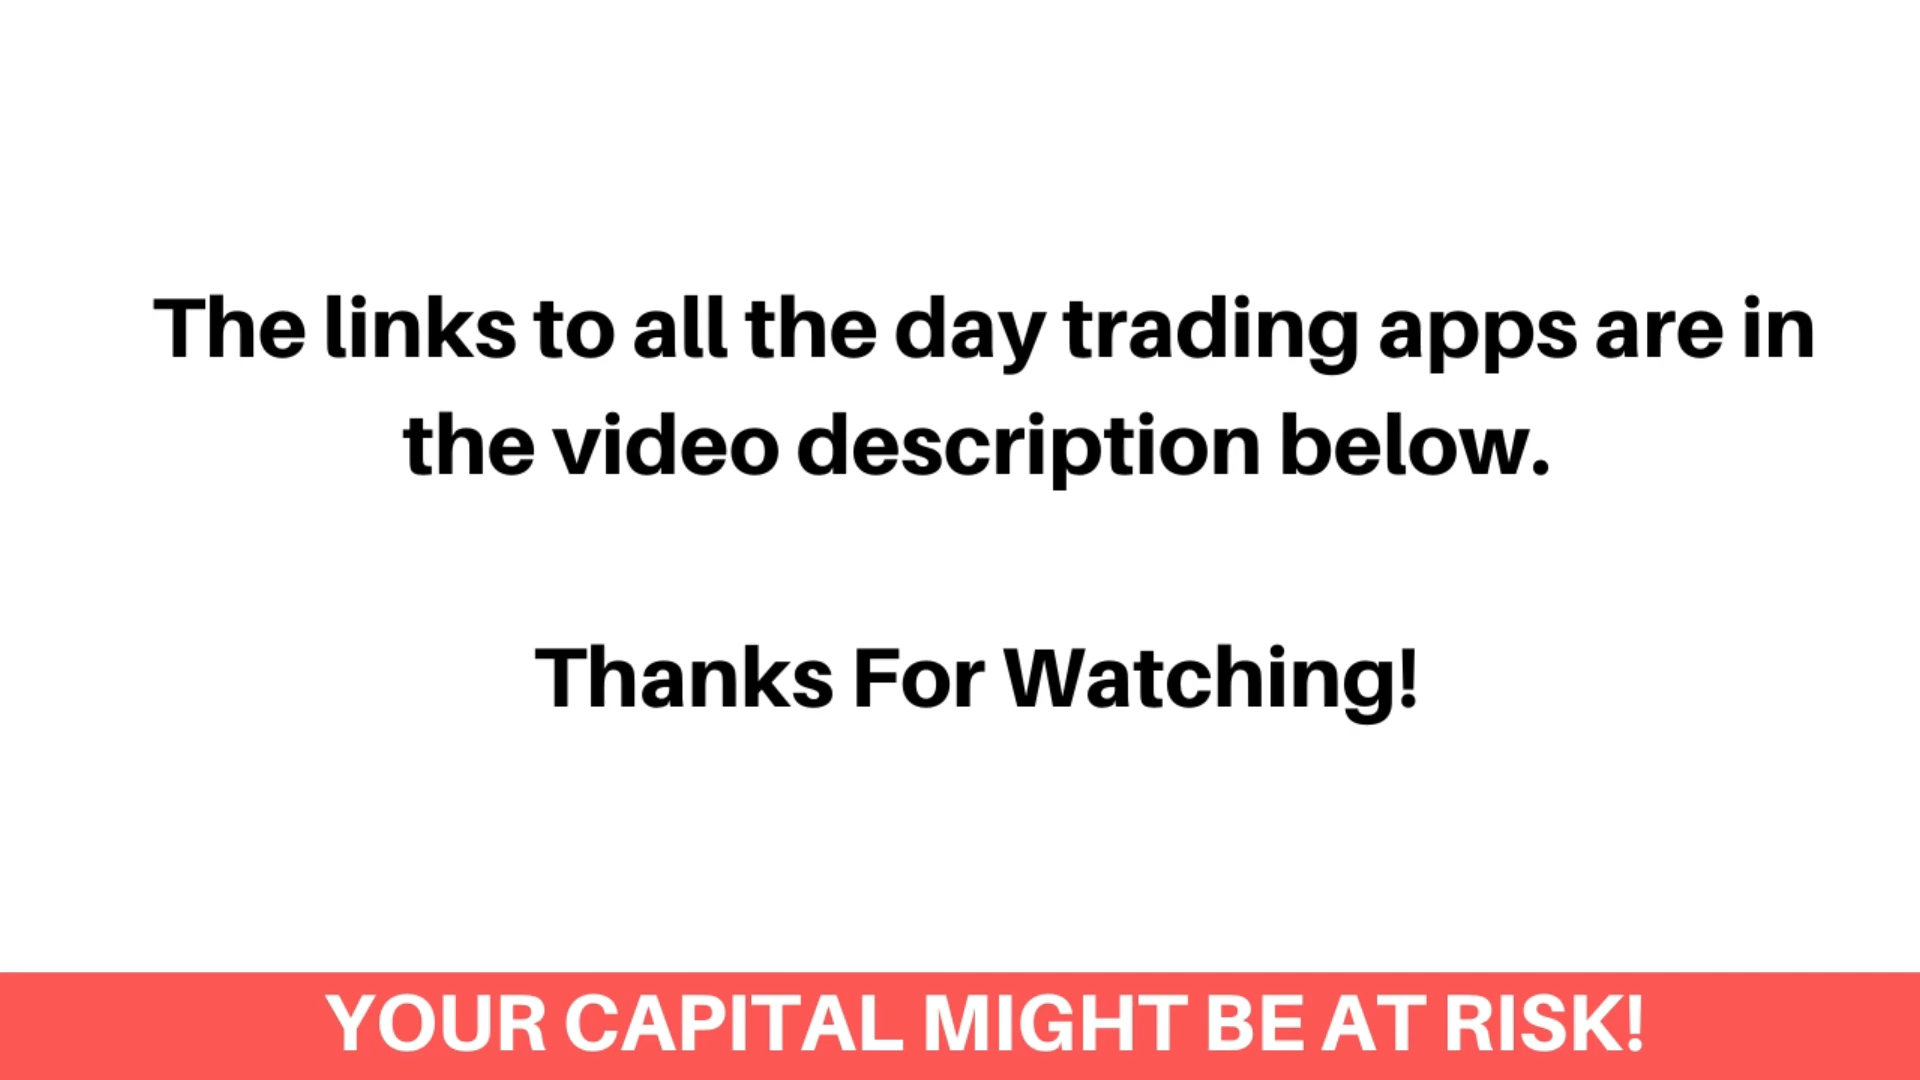 The links to all the day trading apps are in
the video description below.
Thanks For Watching!
YOUR CAPITAL MIGHT BE AT RISK!